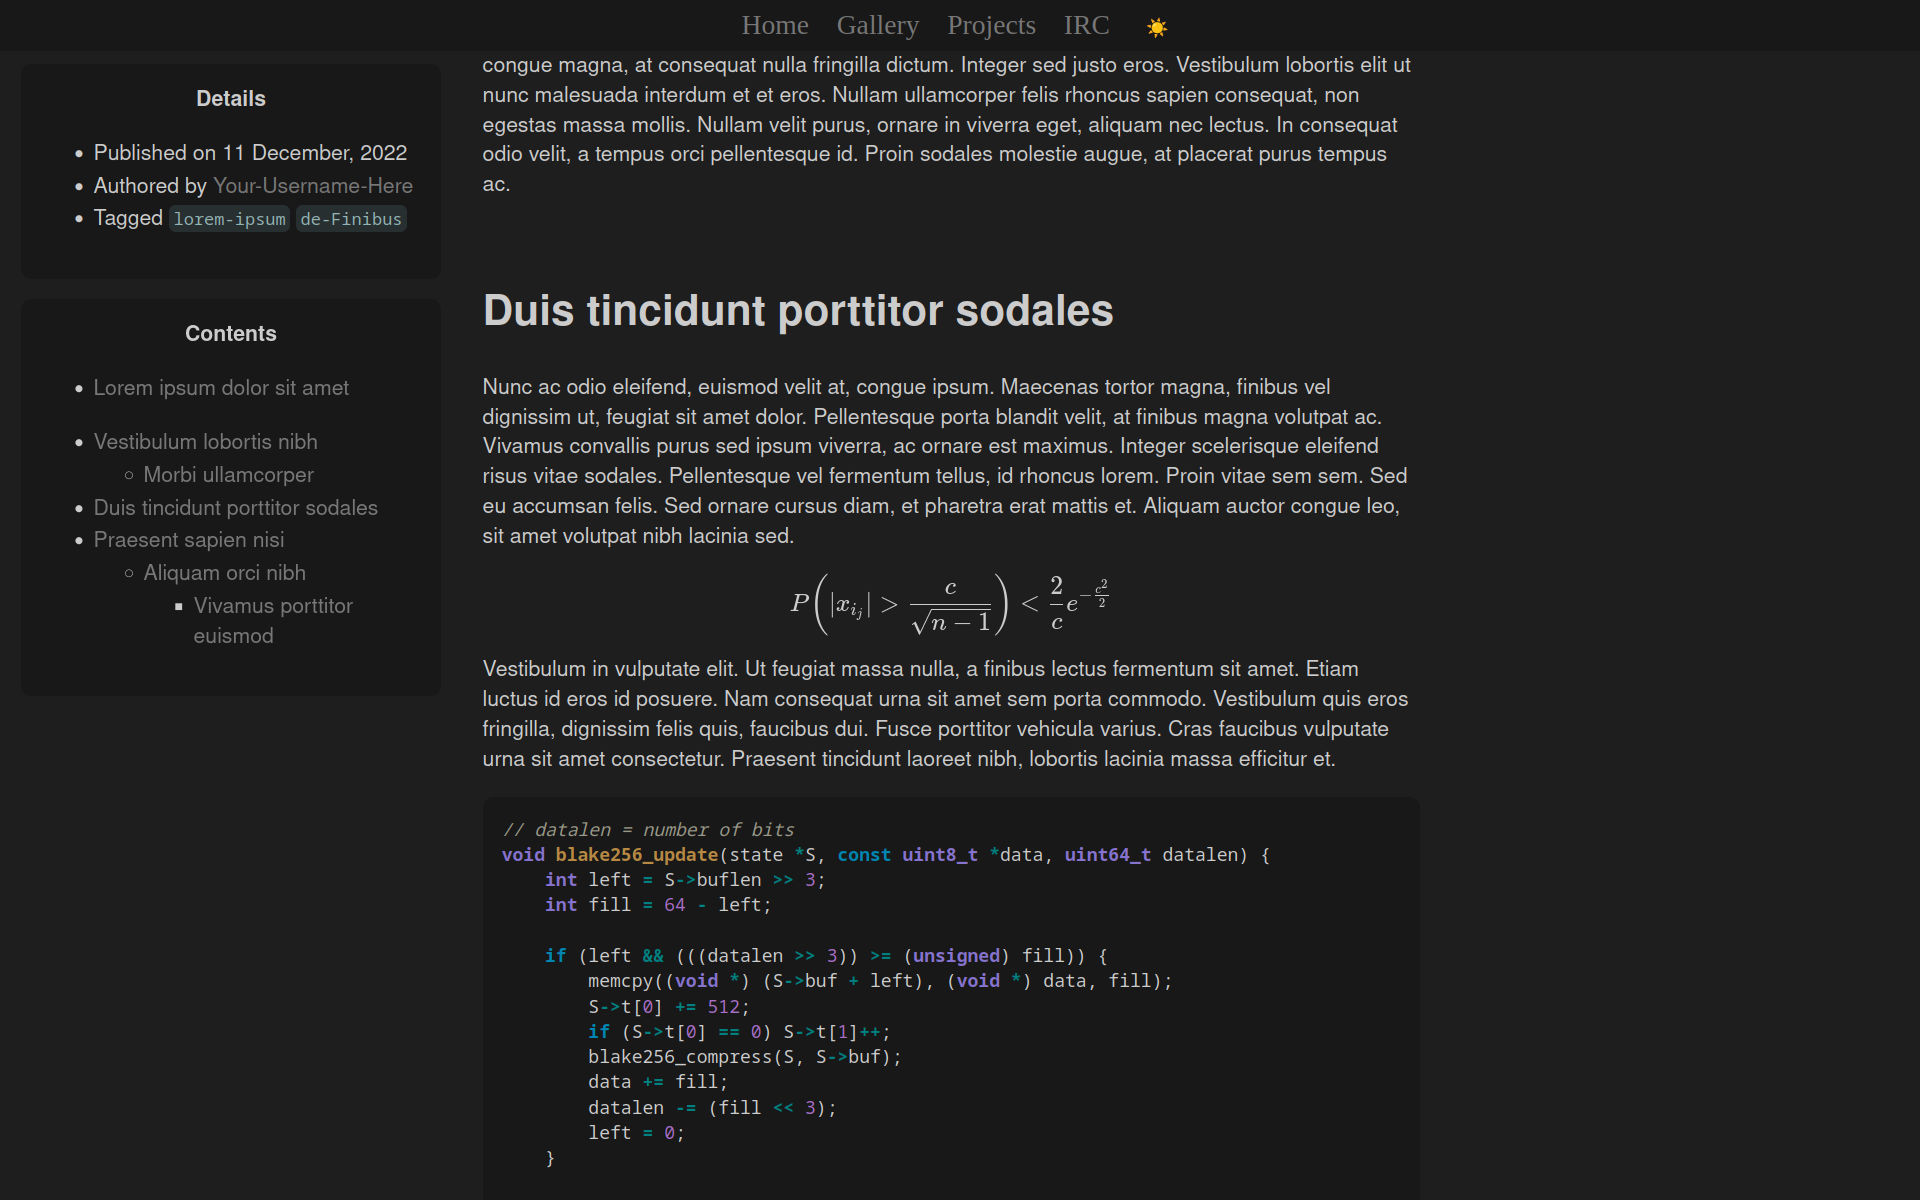 Home Gallery Projects IRC ☀️
Details
• Published on 11 December, 2022
• Authored by Your-Username-Here
• Tagged lorem-ipsum de-Finibus
Contents
• Lorem ipsum dolor sit amet
• Vestibulum lobortis nibh
◦ Morbi ullamcorper
• Duis tincidunt porttitor sodales
• Praesent sapien nisi
◦ Aliquam orci nibh
▪ Vivamus porttitor
euismod
congue magna, at consequat nulla fringilla dictum. Integer sed justo eros. Vestibulum lobortis elit ut
nunc malesuada interdum et et eros. Nullam ullamcorper felis rhoncus sapien consequat, non
egestas massa mollis. Nullam velit purus, ornare in viverra eget, aliquam nec lectus. In consequat
odio velit, a tempus orci pellentesque id. Proin sodales molestie augue, at placerat purus tempus
ac.
Duis tincidunt porttitor sodales
Nunc ac odio eleifend, euismod velit at, congue ipsum. Maecenas tortor magna, finibus vel
dignissim ut, feugiat sit amet dolor. Pellentesque porta blandit velit, at finibus magna volutpat ac.
Vivamus convallis purus sed ipsum viverra, ac ornare est maximus. Integer scelerisque eleifend
risus vitae sodales. Pellentesque vel fermentum tellus, id rhoncus lorem. Proin vitae sem sem. Sed
eu accumsan felis. Sed ornare cursus diam, et pharetra erat mattis et. Aliquam auctor congue leo,
sit amet volutpat nibh lacinia sed.
P(|x_{i_j}| > c/√(n − 1)) < 2/c e^{−c²/2}
Vestibulum in vulputate elit. Ut feugiat massa nulla, a finibus lectus fermentum sit amet. Etiam
luctus id eros id posuere. Nam consequat urna sit amet sem porta commodo. Vestibulum quis eros
fringilla, dignissim felis quis, faucibus dui. Fusce porttitor vehicula varius. Cras faucibus vulputate
urna sit amet consectetur. Praesent tincidunt laoreet nibh, lobortis lacinia massa efficitur et.
// datalen = number of bits
void blake256_update(state *S, const uint8_t *data, uint64_t datalen) {
    int left = S->buflen >> 3;
    int fill = 64 - left;
    if (left && (((datalen >> 3)) >= (unsigned) fill)) {
        memcpy((void *) (S->buf + left), (void *) data, fill);
        S->t[0] += 512;
        if (S->t[0] == 0) S->t[1]++;
        blake256_compress(S, S->buf);
        data += fill;
        datalen -= (fill << 3);
        left = 0;
    }